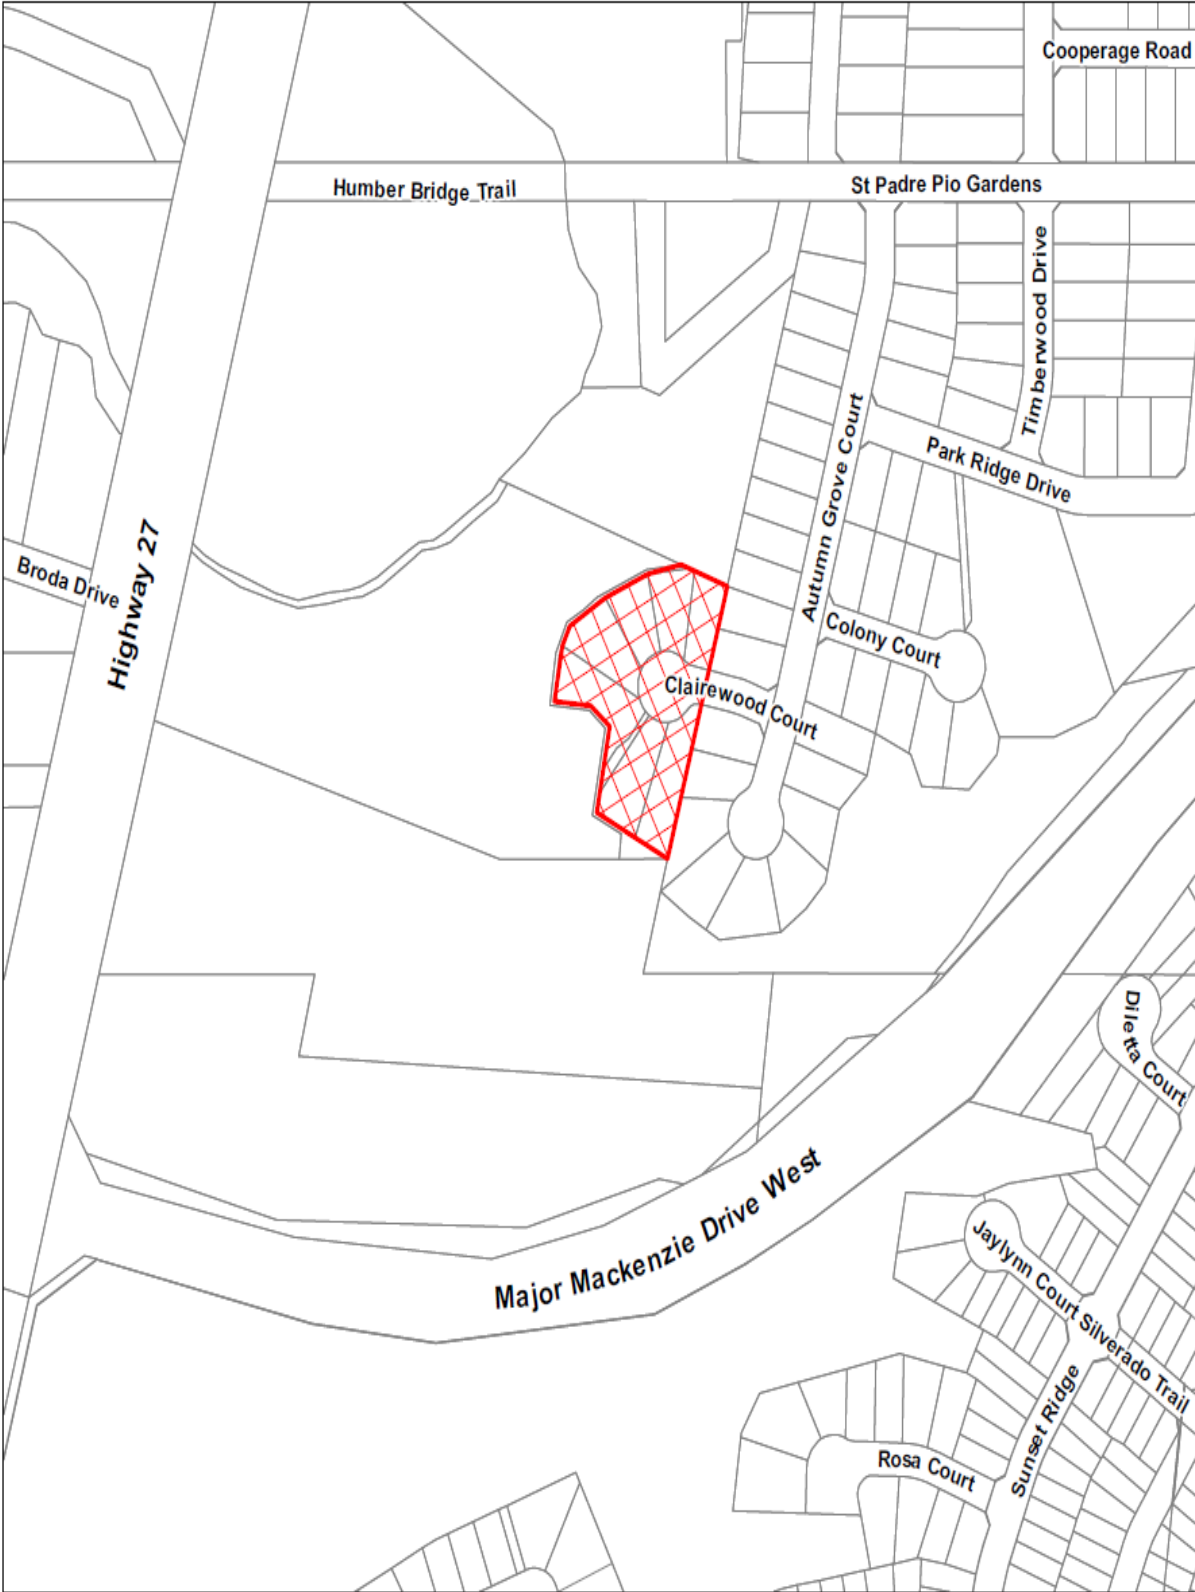 Cooperage Road
Humber Bridge Trail
St Padre Pio Gardens
Timberwood Drive
Autumn Grove Court
Park Ridge Drive
Highway 27
Broda Drive
Colony Court
Clairewood Court
Diletta Court
Major Mackenzie Drive West
Jaylynn Court
Silverado Trail
Sunset Ridge
Rosa Court